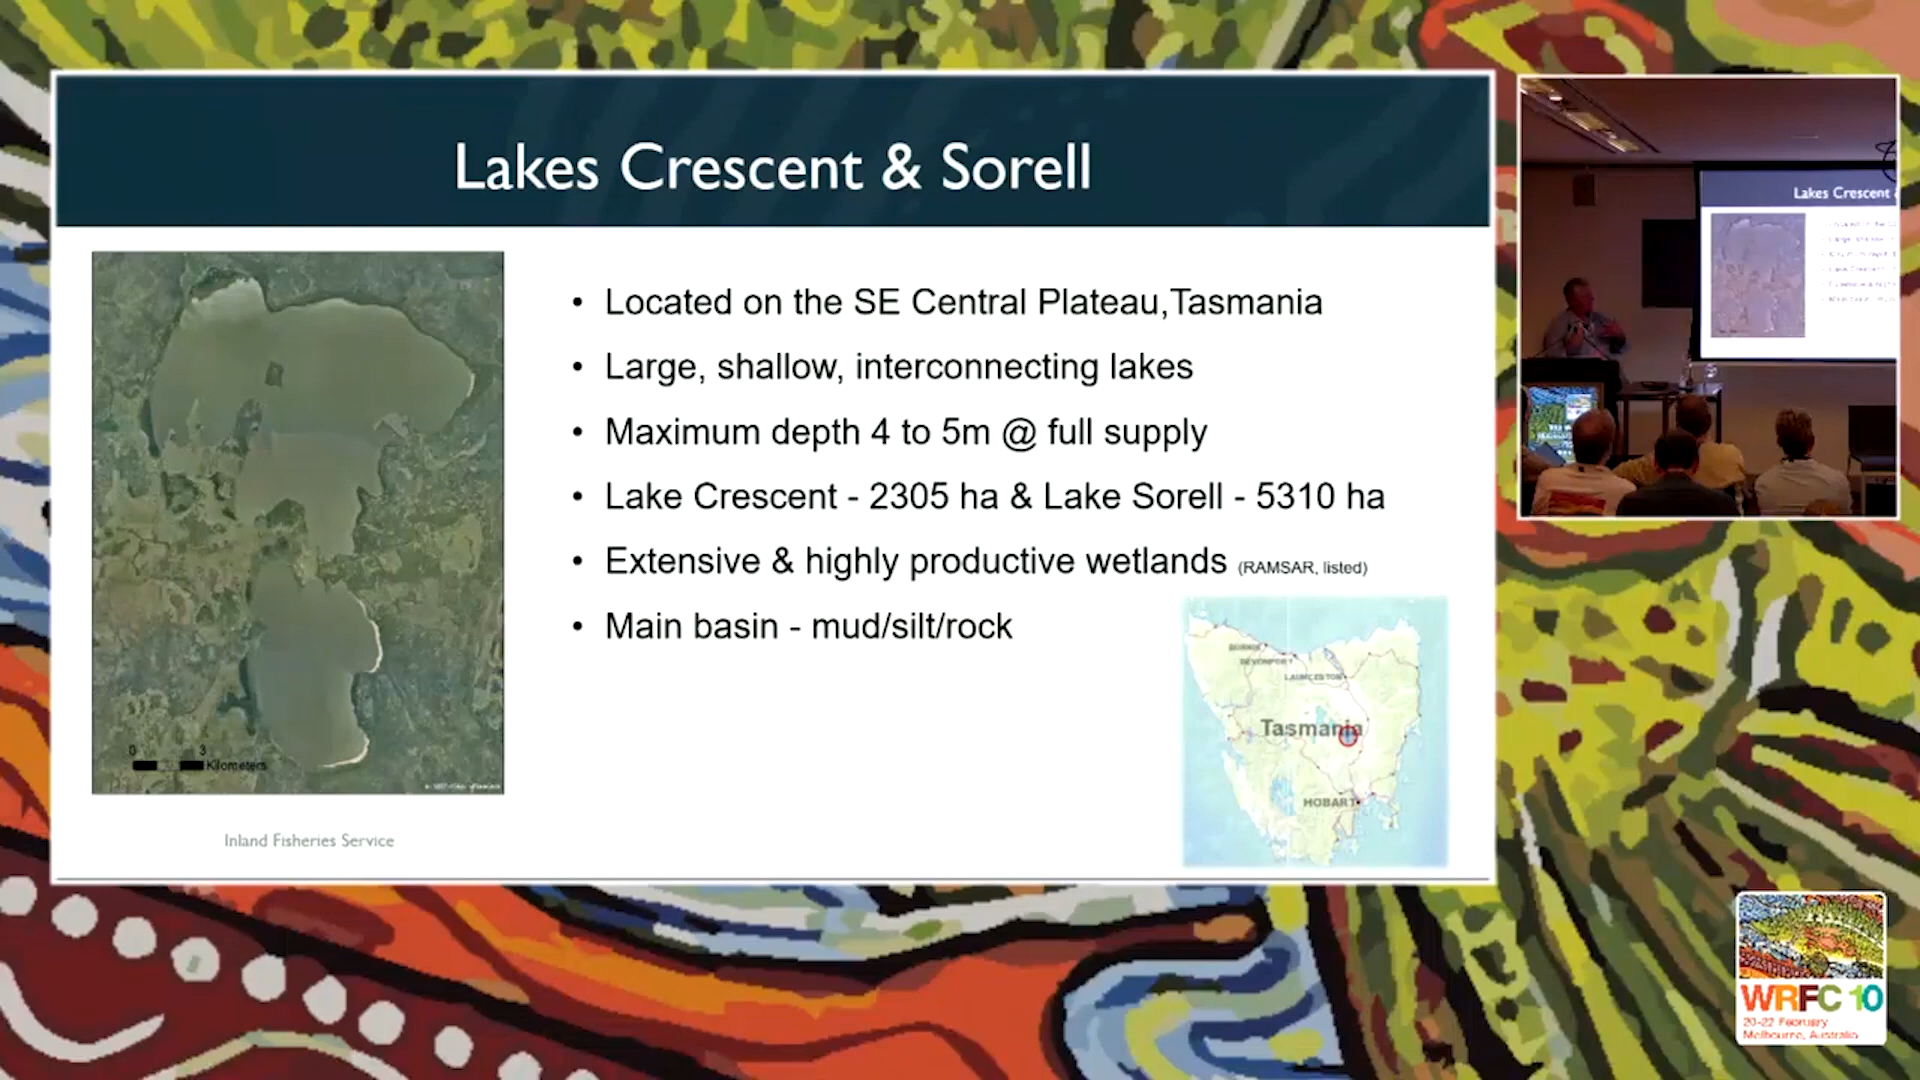 Lakes Crescent & Sorell
• Located on the SE Central Plateau,Tasmania
• Large, shallow, interconnecting lakes
• Maximum depth 4 to 5m @ full supply
• Lake Crescent - 2305 ha & Lake Sorell - 5310 ha
• Extensive & highly productive wetlands (RAMSAR, listed)
• Main basin - mud/silt/rock
0 3
Kilometers
BURNIE
DEVONPORT
LAUNCESTON
Tasmania
HOBART
Inland Fisheries Service
Lakes Crescent
WRFC 10
20-22 February
Melbourne, Australia